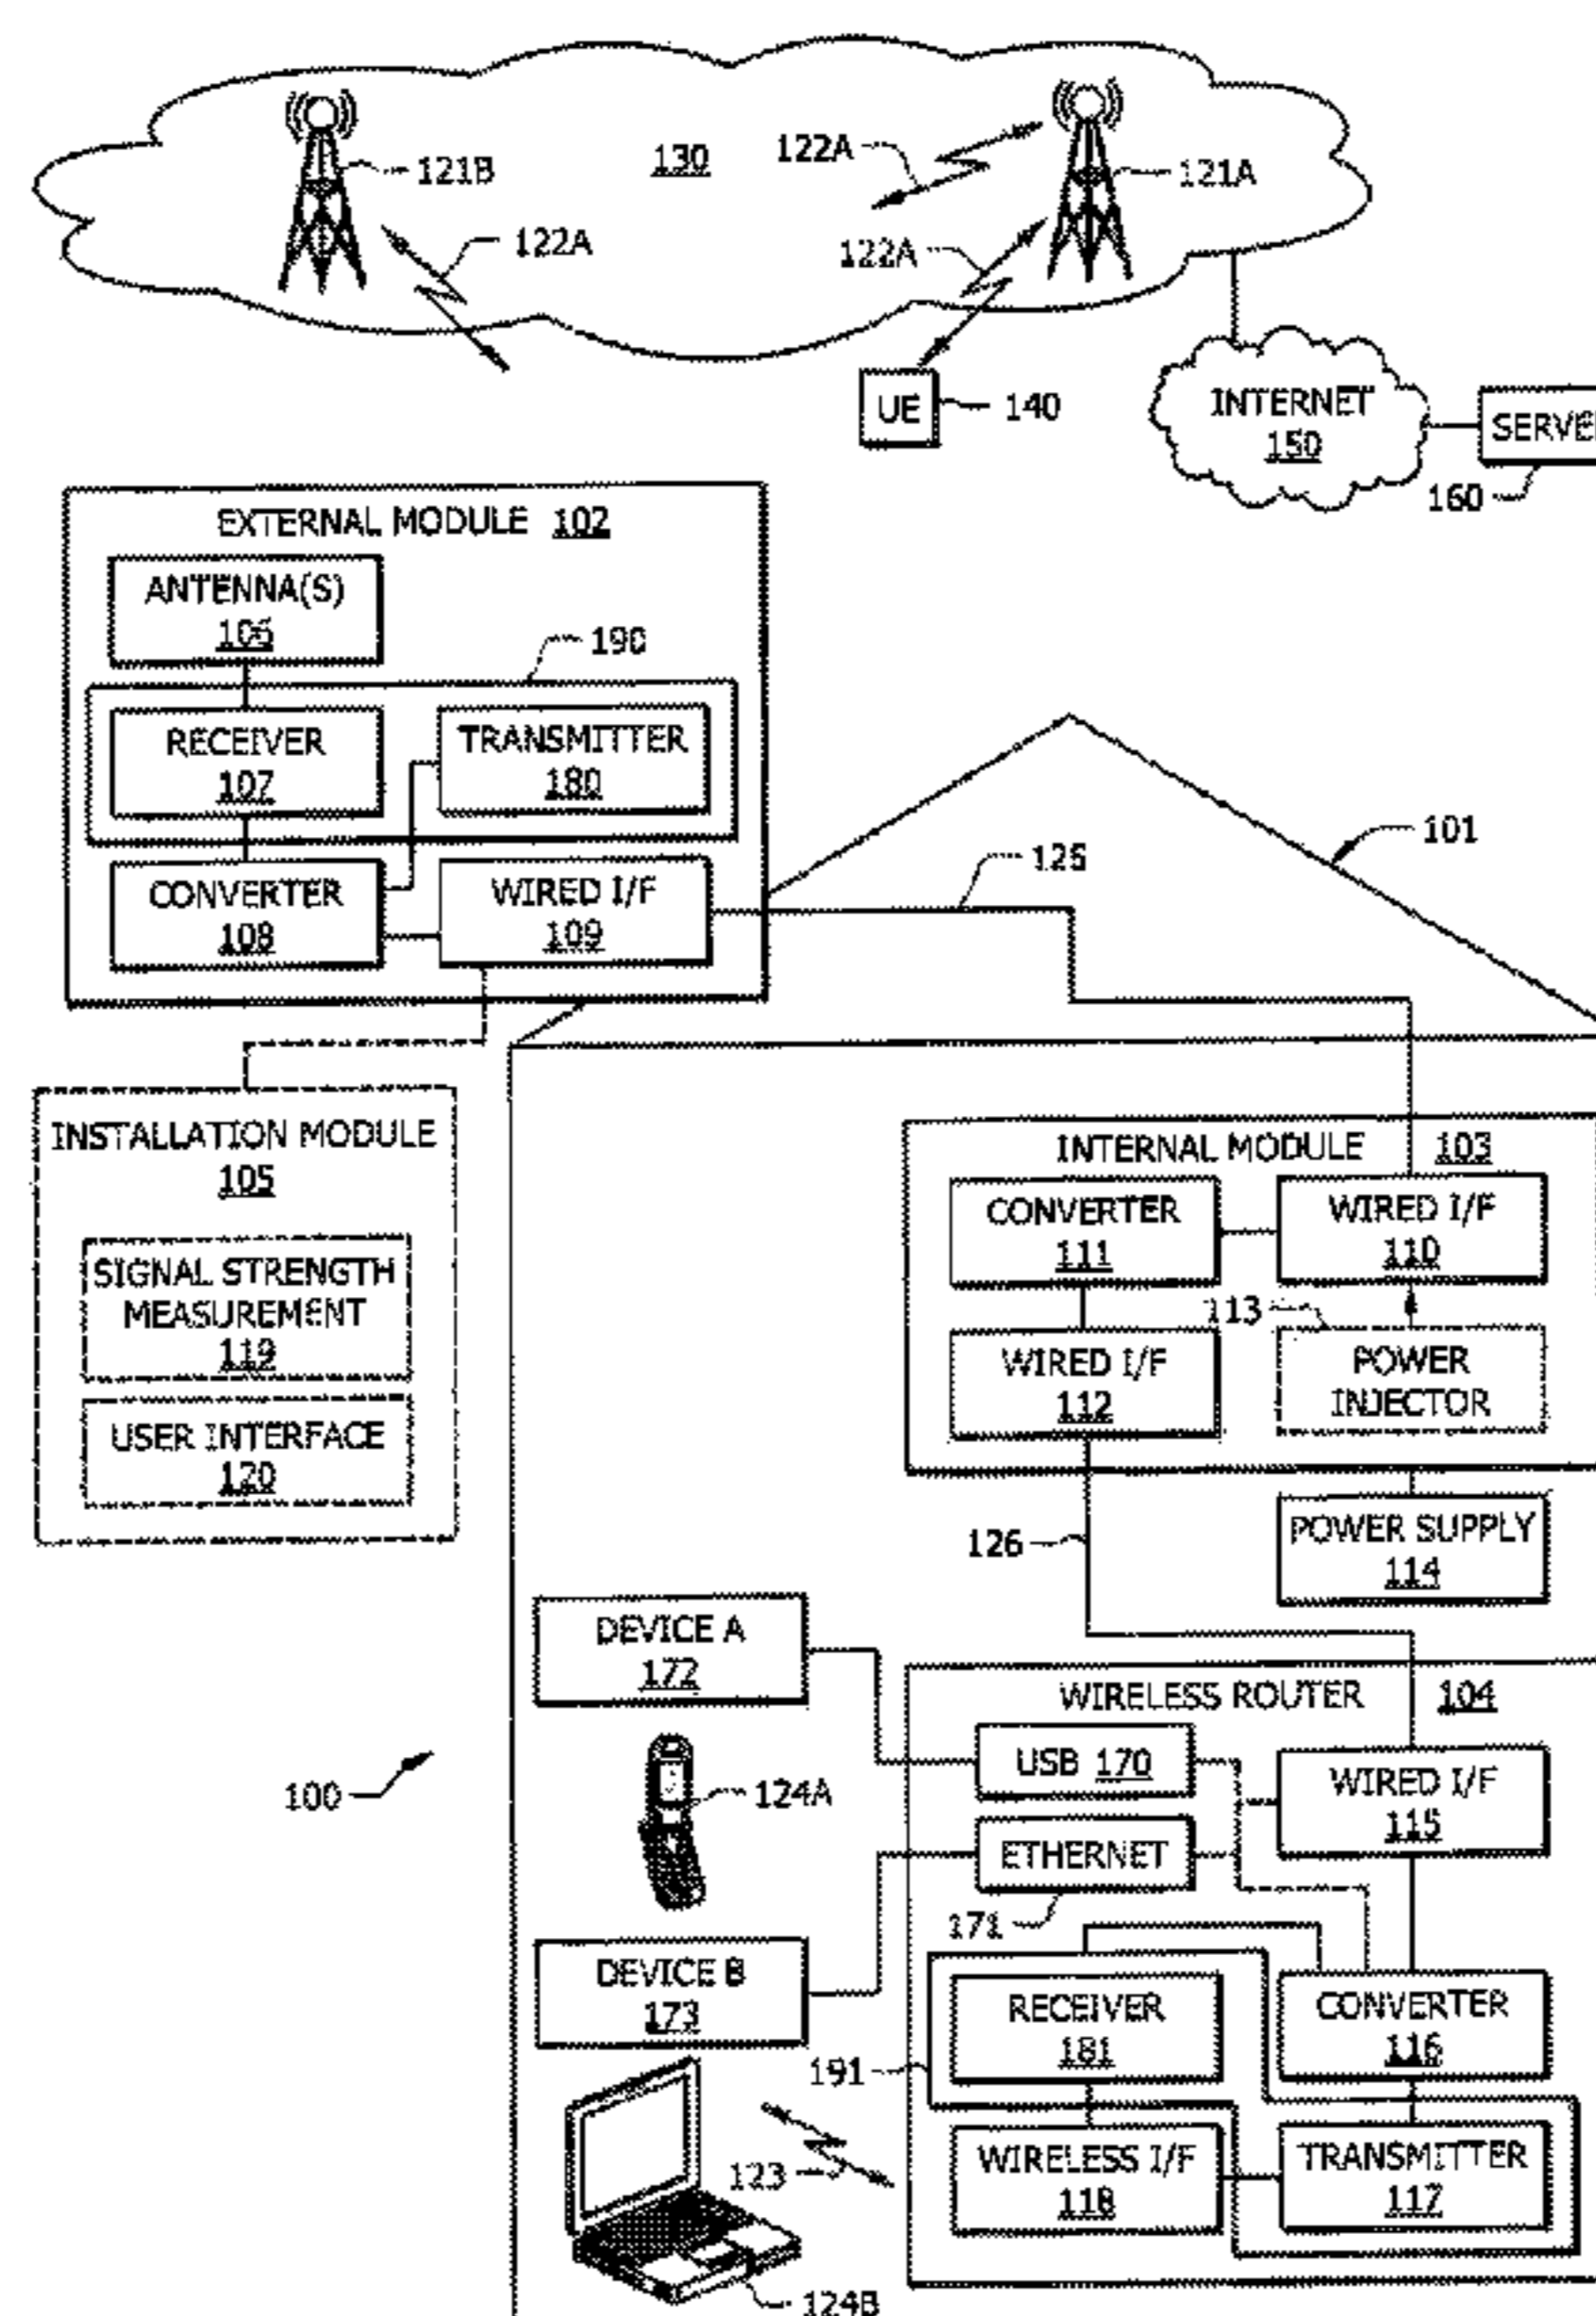 130
122A
121B
121A
122A
122A
UE
140
INTERNET
150
SERVE
160
EXTERNAL MODULE 102
ANTENNA(S)
106
190
RECEIVER
107
TRANSMITTER
180
CONVERTER
108
WIRED I/F
109
125
101
INSTALLATION MODULE
105
SIGNAL STRENGTH
MEASUREMENT
119
USER INTERFACE
120
INTERNAL MODULE 103
CONVERTER
111
WIRED I/F
110
113
WIRED I/F
112
POWER
INJECTOR
126
POWER SUPPLY
114
DEVICE A
172
WIRELESS ROUTER 104
USB 170
WIRED I/F
115
100
124A
ETHERNET
171
DEVICE B
173
RECEIVER
181
CONVERTER
116
191
WIRELESS I/F
118
TRANSMITTER
117
123
124B